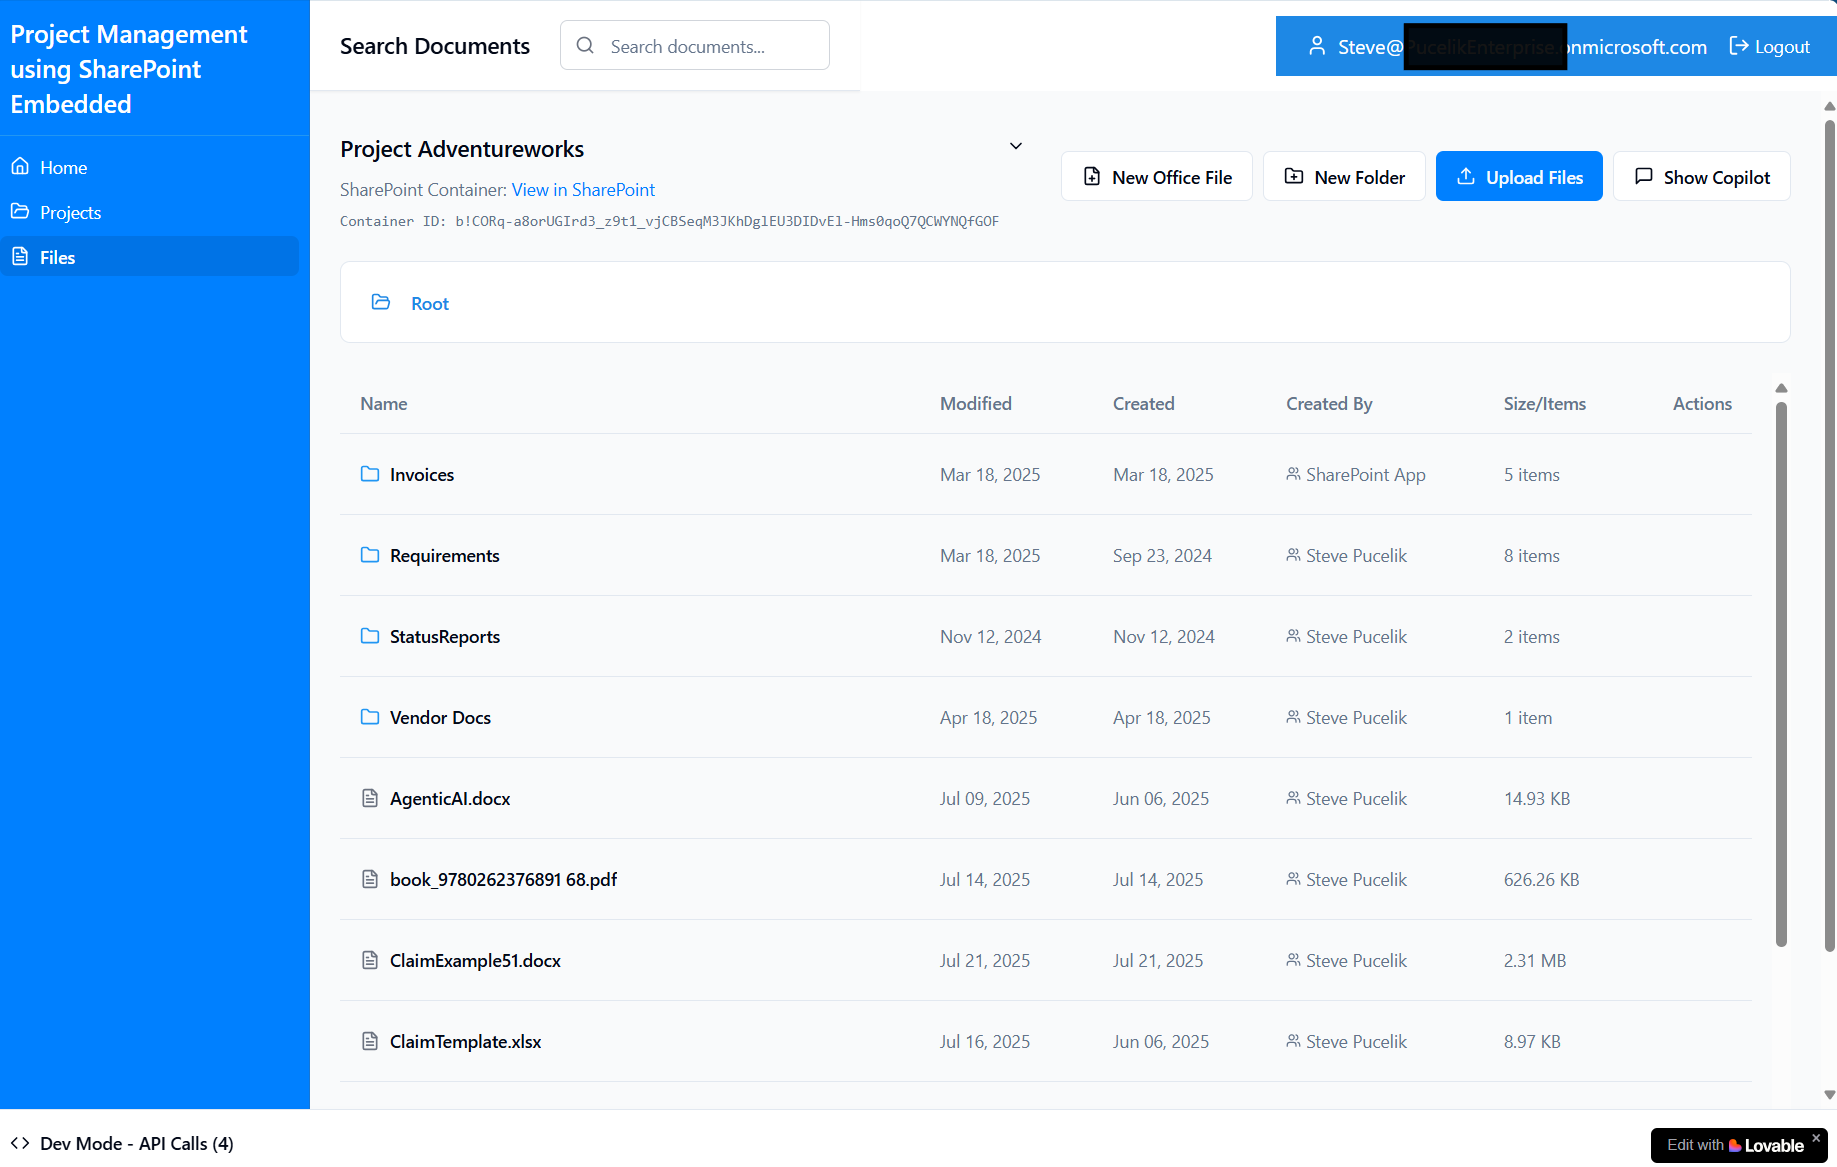 Project Management
using SharePoint
Embedded
Home
Projects
Files
Search Documents
Search documents...
Steve@ onmicrosoft.com
Logout
Project Adventureworks
SharePoint Container: View in SharePoint
Container ID: b!CORq-a8orUGIrd3_z9t1_vjCBSeqM3JKhDglEU3DIDvEl-Hms0qoQ7QCWYNQfGOF
New Office File
New Folder
Upload Files
Show Copilot
Root
Name Modified Created Created By Size/Items Actions
Invoices Mar 18, 2025 Mar 18, 2025 SharePoint App 5 items
Requirements Mar 18, 2025 Sep 23, 2024 Steve Pucelik 8 items
StatusReports Nov 12, 2024 Nov 12, 2024 Steve Pucelik 2 items
Vendor Docs Apr 18, 2025 Apr 18, 2025 Steve Pucelik 1 item
AgenticAI.docx Jul 09, 2025 Jun 06, 2025 Steve Pucelik 14.93 KB
book_9780262376891 68.pdf Jul 14, 2025 Jul 14, 2025 Steve Pucelik 626.26 KB
ClaimExample51.docx Jul 21, 2025 Jul 21, 2025 Steve Pucelik 2.31 MB
ClaimTemplate.xlsx Jul 16, 2025 Jun 06, 2025 Steve Pucelik 8.97 KB
Dev Mode - API Calls (4)
Edit with Lovable